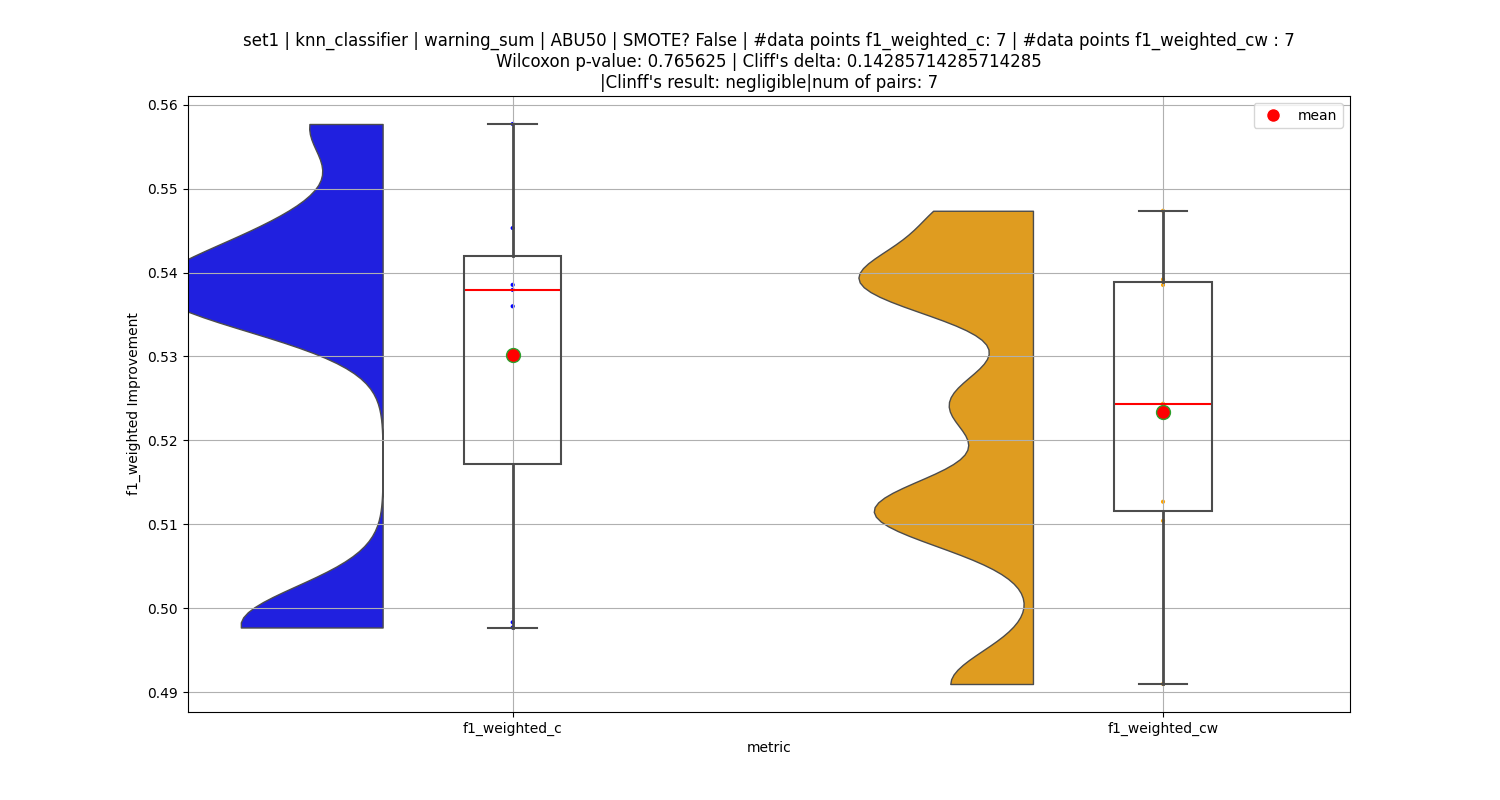 set1 | knn_classifier | warning_sum | ABU50 | SMOTE? False | #data points f1_weighted_c: 7 | #data points f1_weighted_cw : 7
Wilcoxon p-value: 0.765625 | Cliff's delta: 0.14285714285714285
|Clinff's result: negligible|num of pairs: 7
mean
0.56
0.55
0.54
0.53
0.52
0.51
0.50
0.49
f1_weighted Improvement
f1_weighted_c
f1_weighted_cw
metric